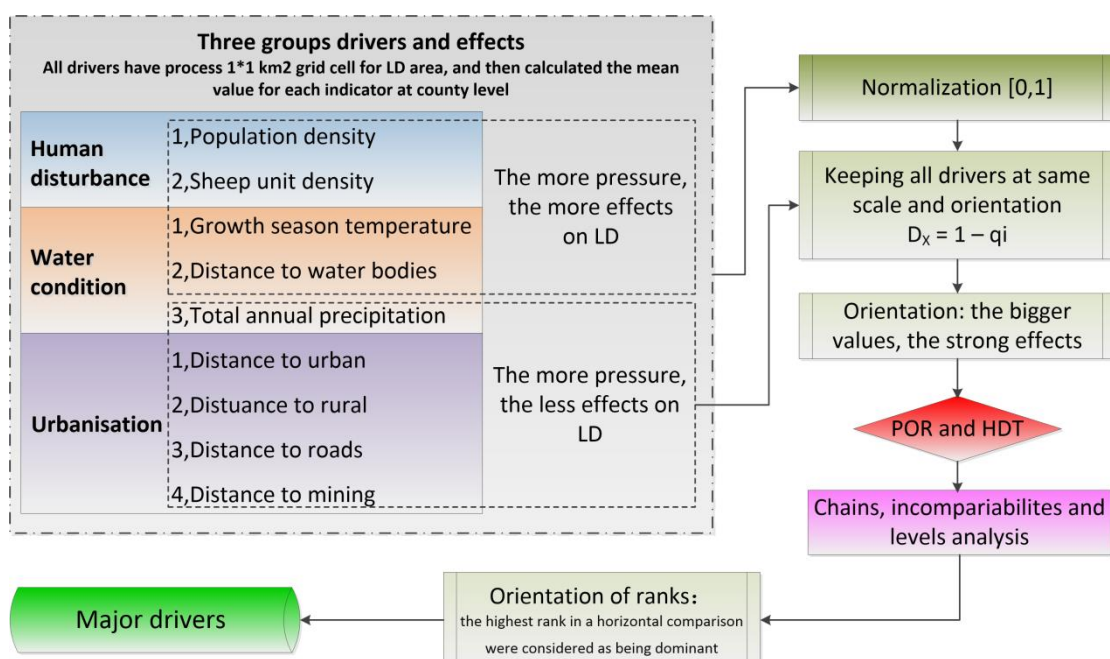 Three groups drivers and effects
All drivers have process 1*1 km2 grid cell for LD area, and then calculated the mean
value for each indicator at county level
Human
disturbance
1,Population density
2,Sheep unit density
Water
condition
1,Growth season temperature
2,Distance to water bodies
3,Total annual precipitation
Urbanisation
1,Distance to urban
2,Distuance to rural
3,Distance to roads
4,Distance to mining
The more pressure,
the more effects
on LD
The more pressure,
the less effects on
LD
Normalization [0,1]
Keeping all drivers at same
scale and orientation
Dₓ = 1 – qi
Orientation: the bigger
values, the strong effects
POR and HDT
Chains, incompariabilites and
levels analysis
Orientation of ranks：
the highest rank in a horizontal comparison
were considered as being dominant
Major drivers